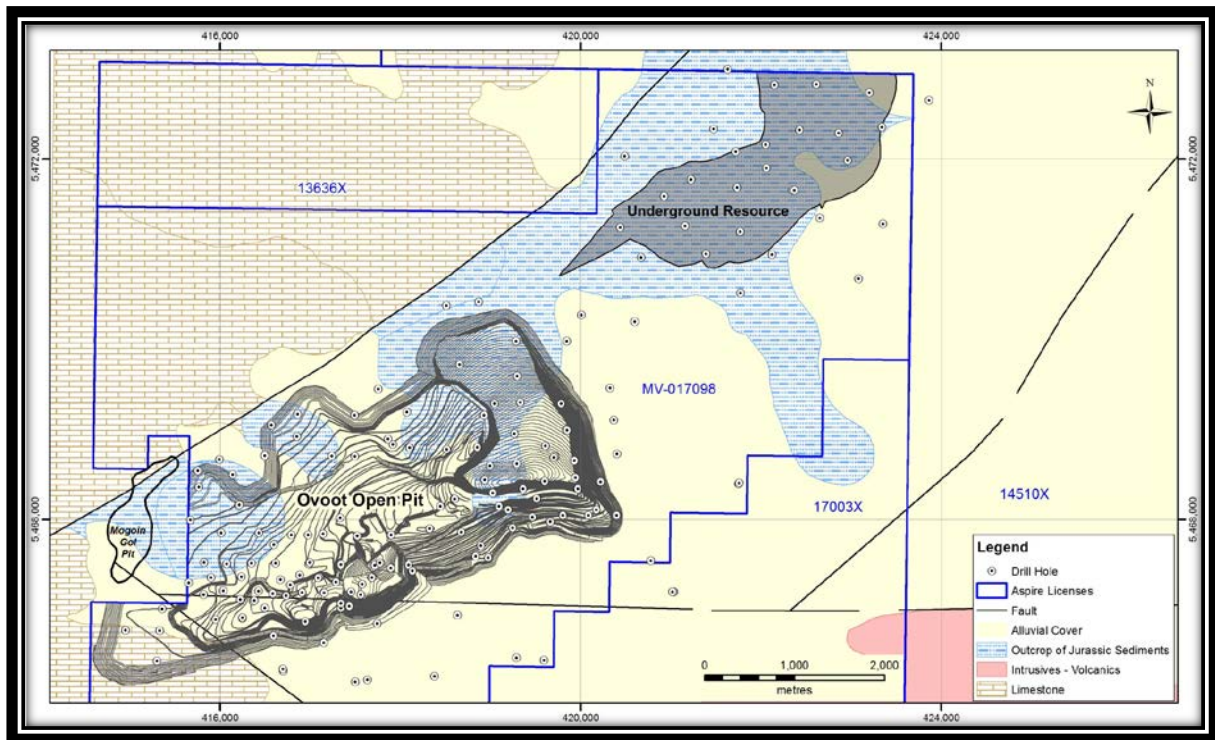 416,000
420,000
424,000
N
5,472,000
5,472,000
13636X
Underground Resource
MV-017098
Ovoot Open Pit
17003X
14510X
5,468,000
5,468,000
Mogoin
Gol
Pit
Legend
Drill Hole
Aspire Licenses
Fault
Alluvial Cover
Outcrop of Jurassic Sediments
Intrusives - Volcanics
Limestone
0 1,000 2,000
metres
416,000
420,000
424,000